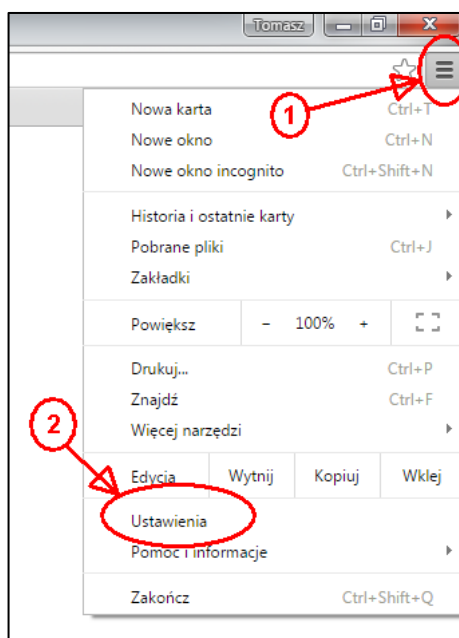 Tomasz
1
Nowa karta Ctrl+T
Nowe okno Ctrl+N
Nowe okno incognito Ctrl+Shift+N
Historia i ostatnie karty
Pobrane pliki Ctrl+J
Zakładki
Powiększ - 100% +
Drukuj... Ctrl+P
Znajdź Ctrl+F
Więcej narzędzi
2
Edycja Wytnij Kopiuj Wklej
Ustawienia
Pomoc i informacje
Zakończ Ctrl+Shift+Q